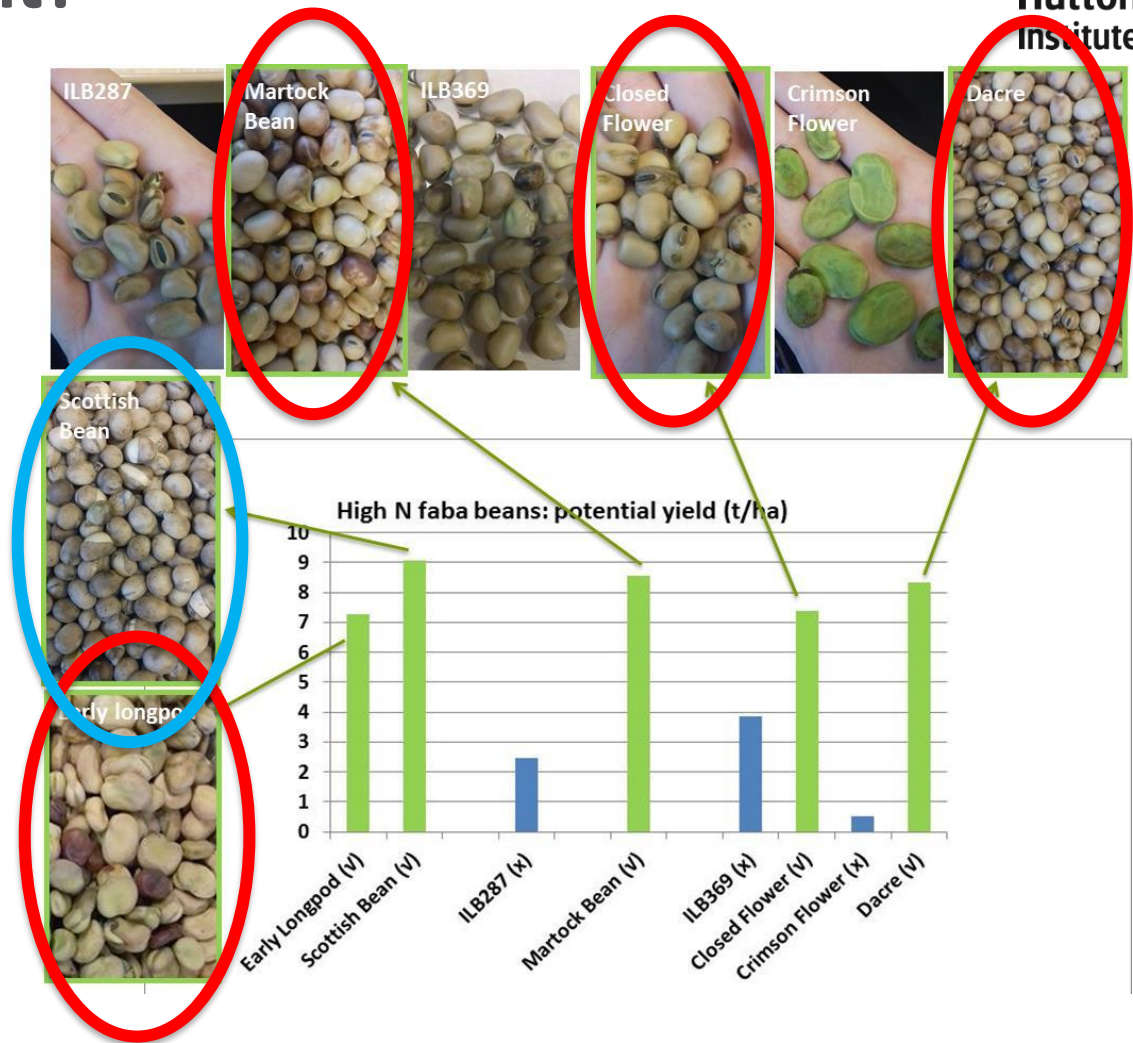 Hutton
Institute
ILB287
Martock
Bean
ILB369
Closed
Flower
Crimson
Flower
Dacre
Scottish
Bean
Early longpod
High N faba beans: potential yield (t/ha)
10
9
8
7
6
5
4
3
2
1
0
Early Longpod (v)
Scottish Bean (v)
ILB287 (x)
Martock Bean (v)
ILB369 (x)
Closed Flower (v)
Crimson Flower (x)
Dacre (v)